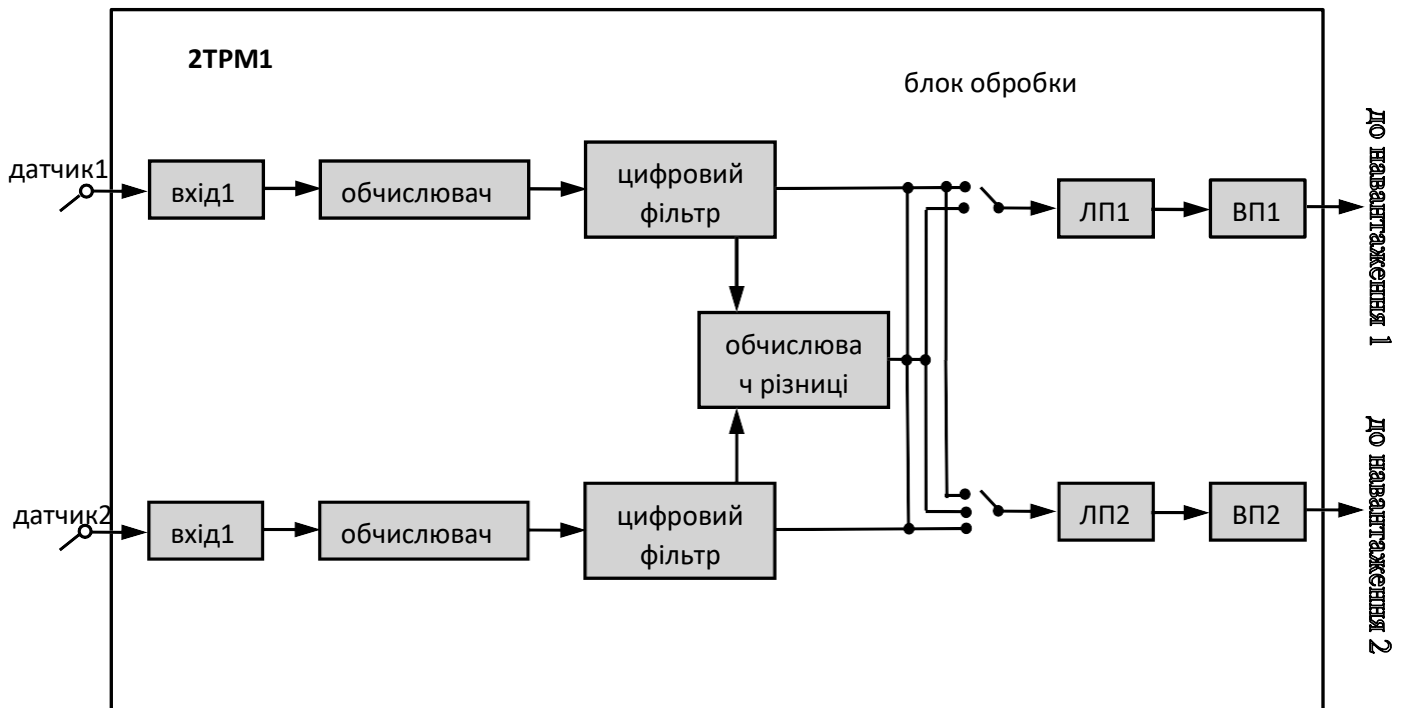 2ТРМ1
блок обробки
датчик1
вхід1
обчислювач
цифровий
фільтр
ЛП1
ВП1
до навантаження 1
обчислюва
ч різниці
датчик2
вхід1
обчислювач
цифровий
фільтр
ЛП2
ВП2
до навантаження 2